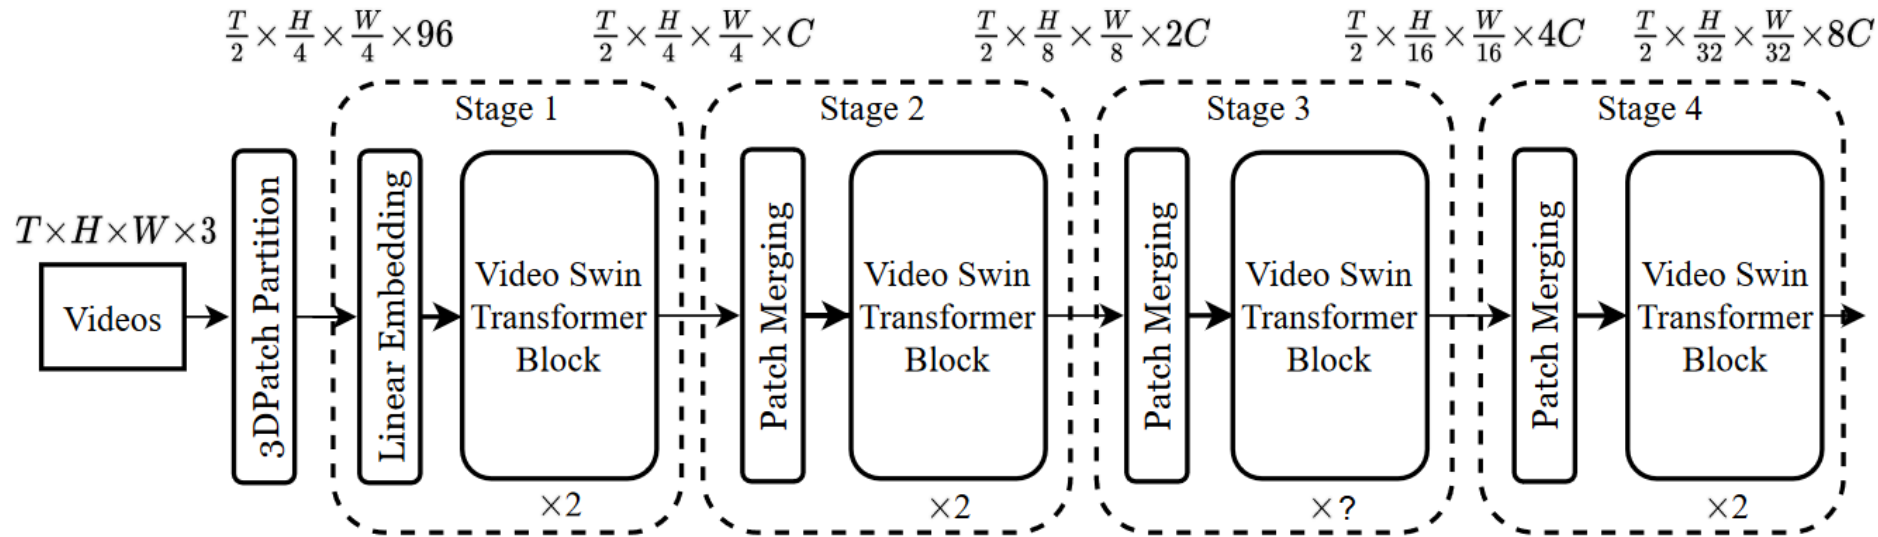 T/2 × H/4 × W/4 × 96
T/2 × H/4 × W/4 × C
T/2 × H/8 × W/8 × 2C
T/2 × H/16 × W/16 × 4C
T/2 × H/32 × W/32 × 8C
T×H×W×3
Videos
3DPatch Partition
Stage 1
Linear Embedding
Video Swin
Transformer
Block
×2
Stage 2
Patch Merging
Video Swin
Transformer
Block
×2
Stage 3
Patch Merging
Video Swin
Transformer
Block
×?
Stage 4
Patch Merging
Video Swin
Transformer
Block
×2